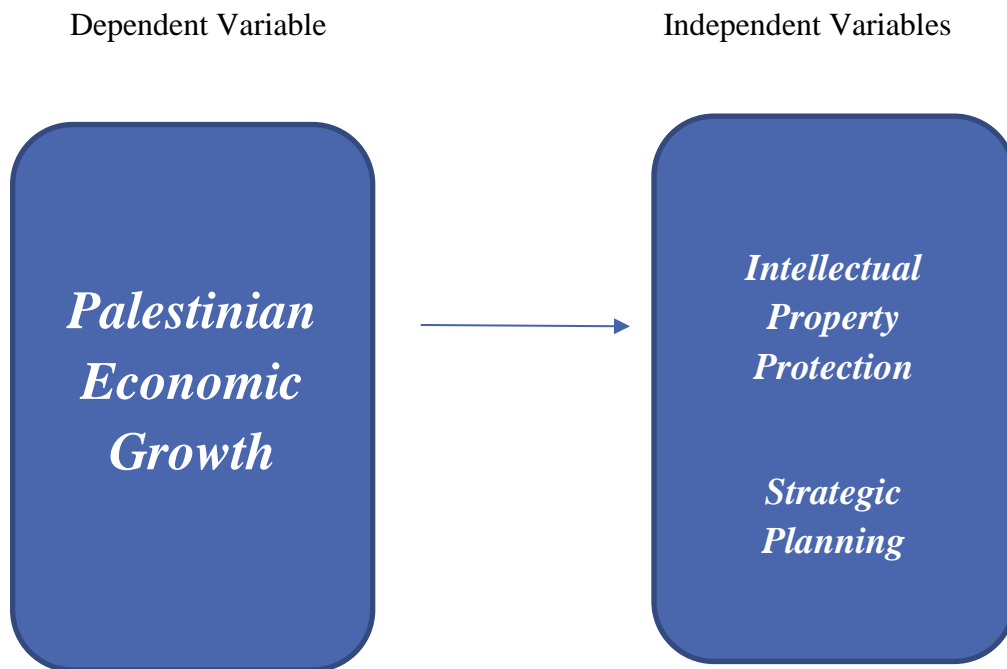 Dependent Variable
Independent Variables
Palestinian
Economic
Growth
Intellectual
Property
Protection
Strategic
Planning